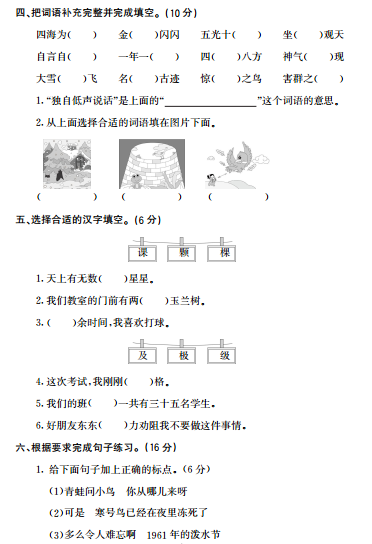 四、把词语补充完整并完成填空。(10分)
四海为(　　) 金(　　)闪闪 五光十(　　) 坐(　　)观天
自言自(　　) 一年一(　　) 四(　　)八方 神气(　　)现
大雪(　　)飞 名(　　)古迹 惊(　　)之鸟 害群之(　　)
1.“独自低声说话”是上面的“________________”这个词语的意思。
2.从上面选择合适的词语填在图片下面。
(　　) (　　) (　　)
五、选择合适的汉字填空。(6分)
课 颗 棵
1.天上有无数(　　)星星。
2.我们教室的门前有两(　　)玉兰树。
3.(　　)余时间,我喜欢打球。
及 极 级
4.这次考试,我刚刚(　　)格。
5.我们的班(　　)一共有三十五名学生。
6.好朋友东东(　　)力劝阻我不要做这件事情。
六、根据要求完成句子练习。(16分)
1.给下面句子加上正确的标点。(6分)
(1)青蛙问小鸟　你从哪儿来呀
(2)可是　寒号鸟已经在夜里冻死了
(3)多么令人难忘啊　1961年的泼水节